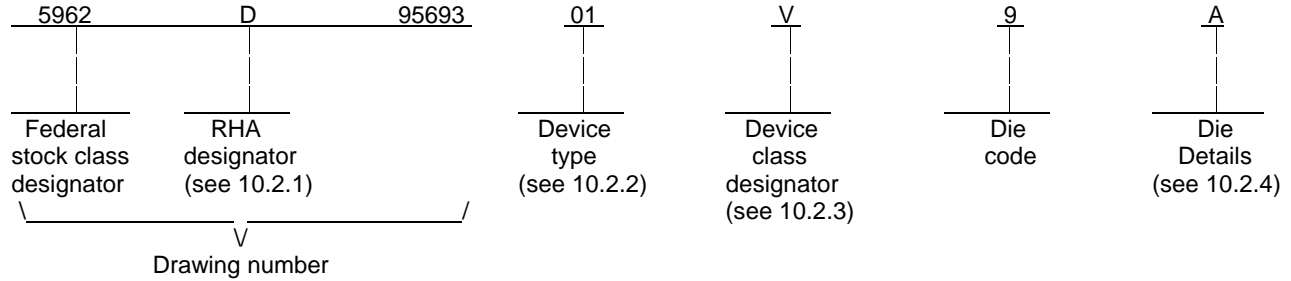 5962 D 95693 01 V 9 A
Federal stock class designator
RHA designator (see 10.2.1)
Device type (see 10.2.2)
Device class designator (see 10.2.3)
Die code
Die Details (see 10.2.4)
\ /
\/
Drawing number